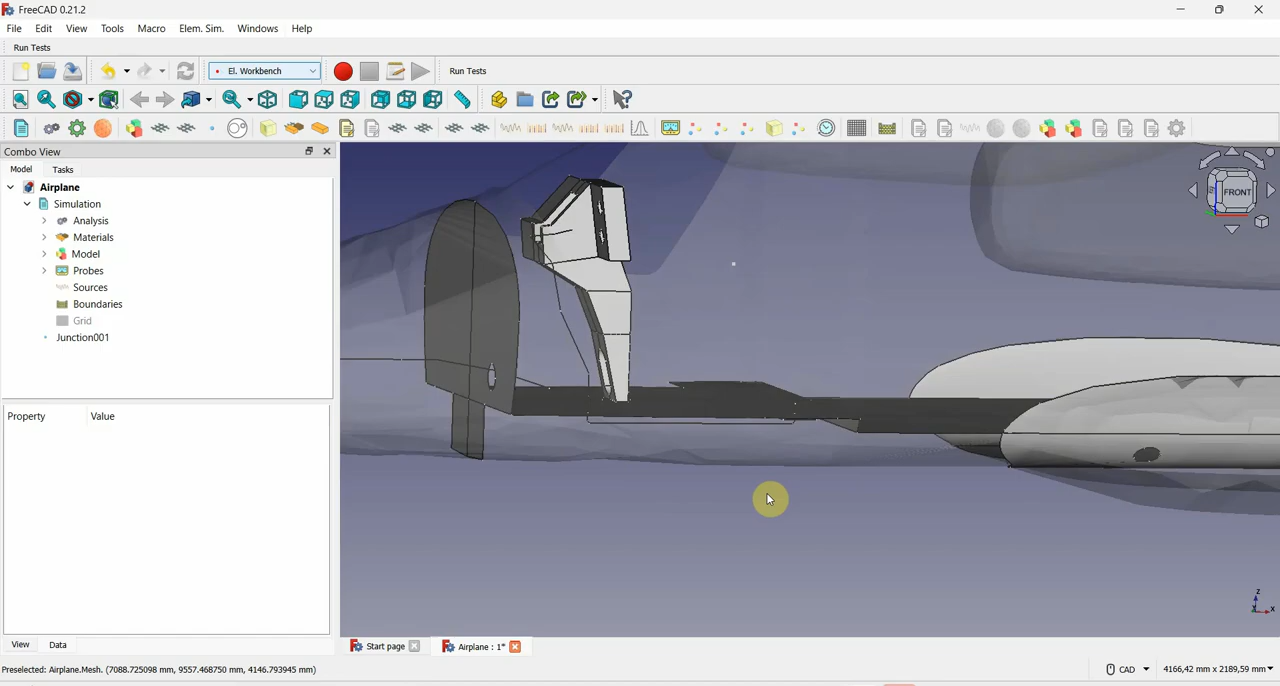 FreeCAD 0.21.2
File Edit View Tools Macro Elem. Sim. Windows Help
Run Tests
El. Workbench
Run Tests
Combo View
Model Tasks
Airplane
Simulation
Analysis
Materials
Model
Probes
Sources
Boundaries
Grid
Junction001
Property Value
FRONT
z
x
View Data
Start page
Airplane : 1*
Preselected: Airplane.Mesh. (7088.725098 mm, 9557.468750 mm, 4146.793945 mm)
CAD
4166,42 mm x 2189,59 mm